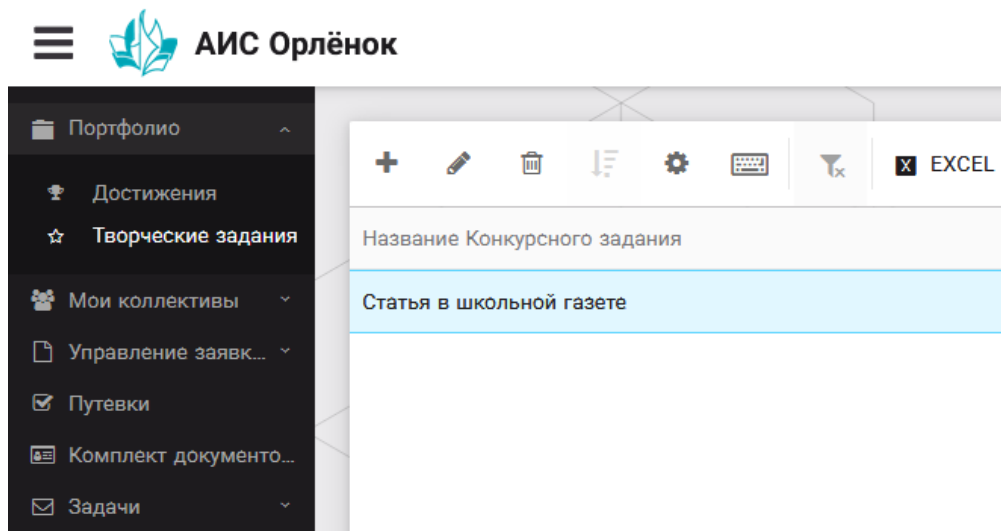 АИС Орлёнок
Портфолио
Достижения
Творческие задания
Мои коллективы
Управление заявк...
Путевки
Комплект документо...
Задачи
X EXCEL
Название Конкурсного задания
Статья в школьной газете